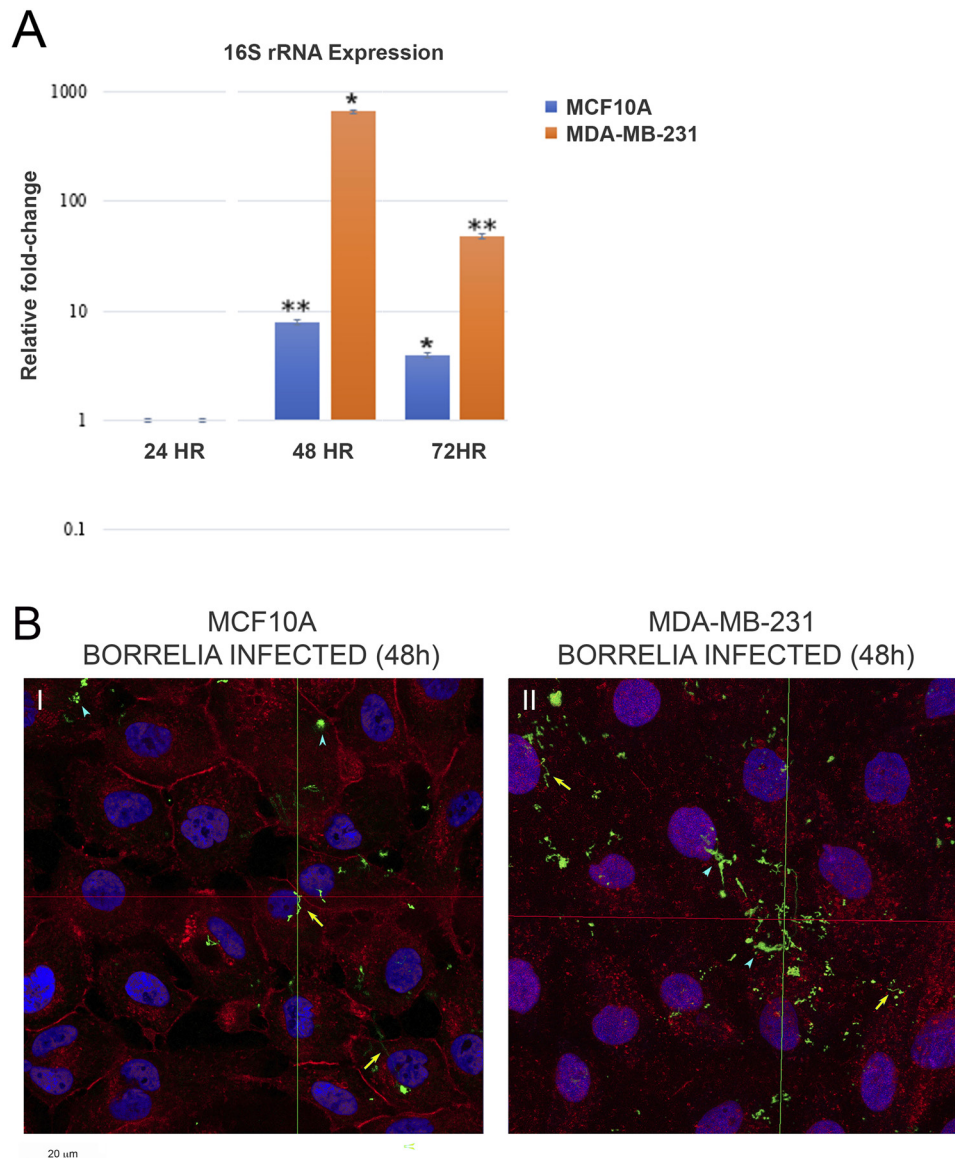 A
16S rRNA Expression
1000
100
10
1
0.1
Relative fold-change
*
**
**
*
24 HR
48 HR
72HR
MCF10A
MDA-MB-231
B
MCF10A
BORRELIA INFECTED (48h)
MDA-MB-231
BORRELIA INFECTED (48h)
I
II
20 µm